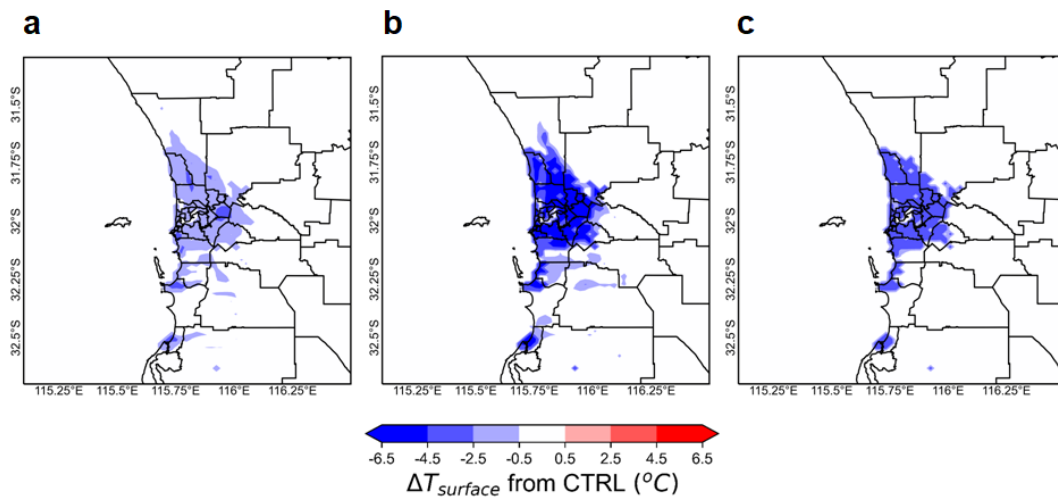 a
b
c
31.5°S
31.75°S
32°S
32.25°S
32.5°S
115.25°E
115.5°E
115.75°E
116°E
116.25°E
31.5°S
31.75°S
32°S
32.25°S
32.5°S
115.25°E
115.5°E
115.75°E
116°E
116.25°E
31.5°S
31.75°S
32°S
32.25°S
32.5°S
115.25°E
115.5°E
115.75°E
116°E
116.25°E
-6.5 -4.5 -2.5 -0.5 0.5 2.5 4.5 6.5
ΔT_surface from CTRL (°C)